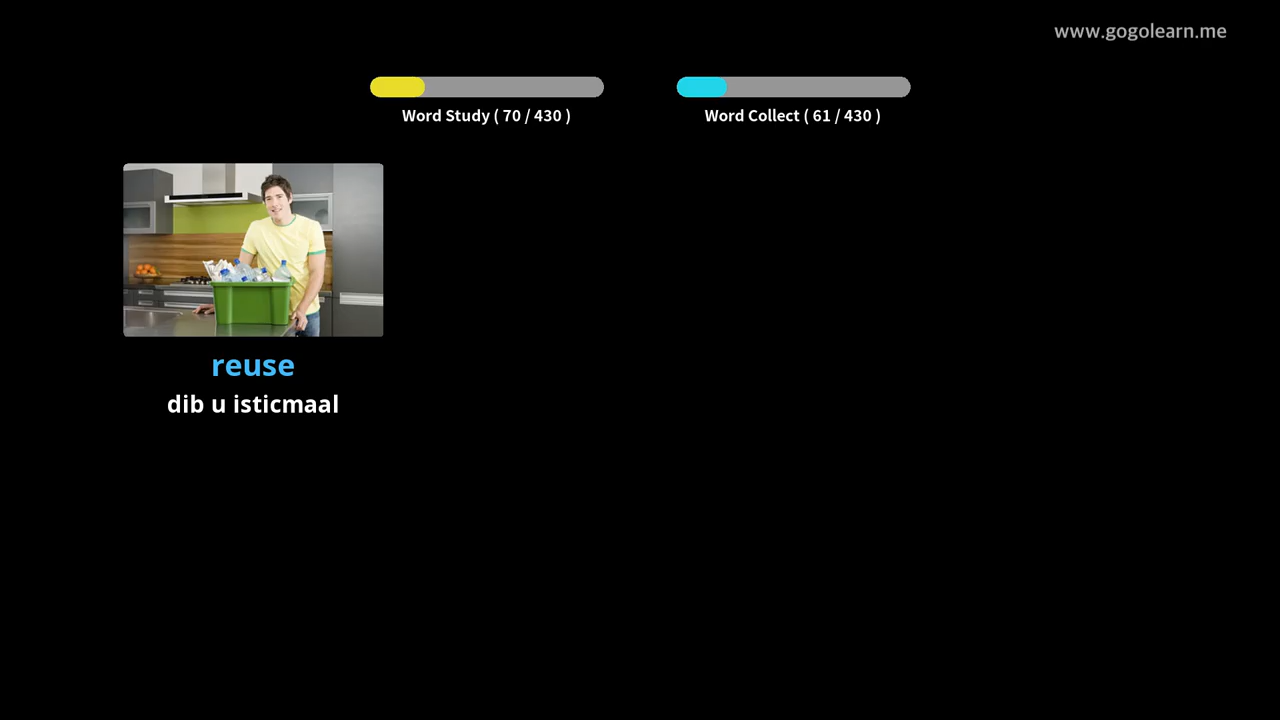 www.gogolearn.me
Word Study ( 70 / 430 )
Word Collect ( 61 / 430 )
reuse
dib u isticmaal